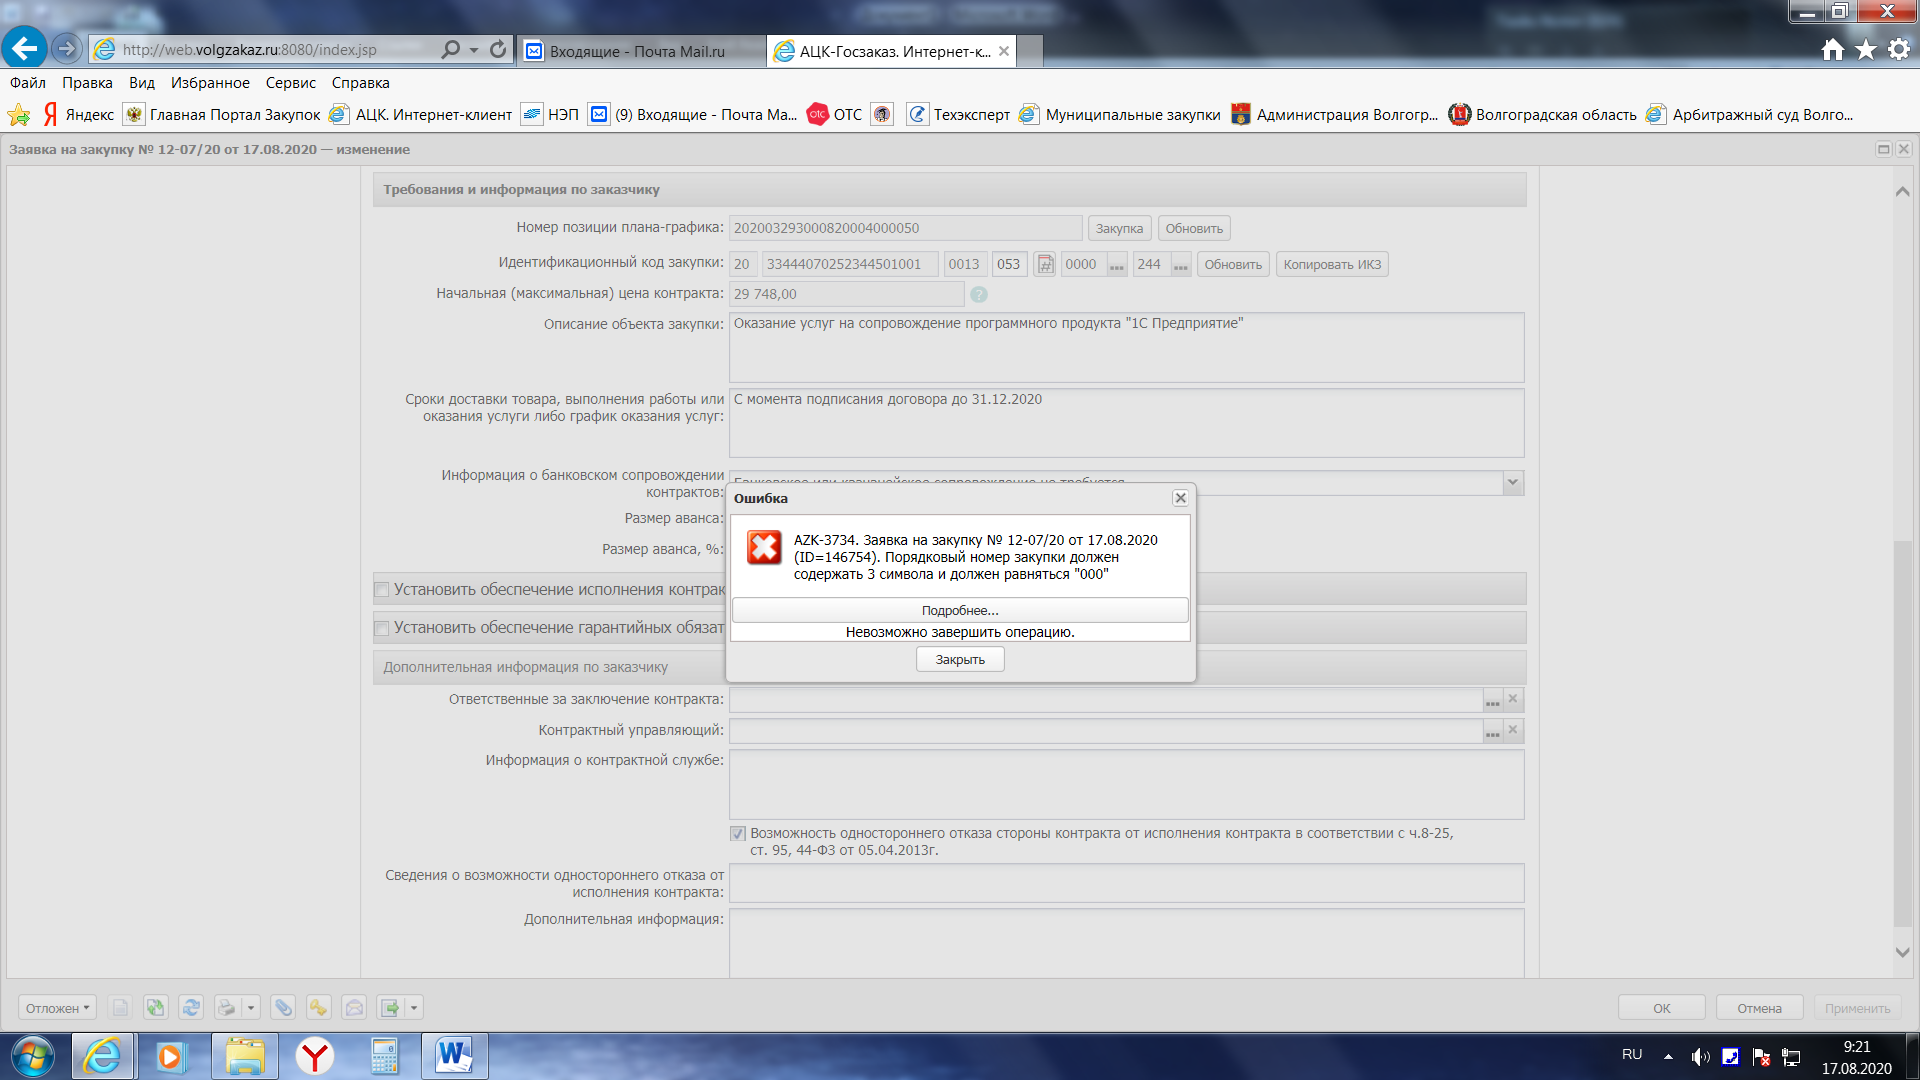 http://web.volgzakaz.ru:8080/index.jsp
Входящие - Почта Mail.ru
АЦК-Госзаказ. Интернет-к...
Файл Правка Вид Избранное Сервис Справка
Яндекс Главная Портал Закупок АЦК. Интернет-клиент НЭП (9) Входящие - Почта Ma... отс ОТС Техэксперт Муниципальные закупки Администрация Волгогр... Волгоградская область Арбитражный суд Волго...
Заявка на закупку № 12-07/20 от 17.08.2020 — изменение
Требования и информация по заказчику
Номер позиции плана-графика: 202003293000820004000050 Закупка Обновить
Идентификационный код закупки: 20 33444070252344501001 0013 053 0000 ... 244 ... Обновить Копировать ИКЗ
Начальная (максимальная) цена контракта: 29 748,00 ?
Описание объекта закупки: Оказание услуг на сопровождение программного продукта "1С Предприятие"
Сроки доставки товара, выполнения работы или С момента подписания договора до 31.12.2020
оказания услуги либо график оказания услуг:
Информация о банковском сопровождении Банковское или казначейское сопровождение не требуется
контрактов:
Размер аванса:
Размер аванса, %:
Ошибка
AZK-3734. Заявка на закупку № 12-07/20 от 17.08.2020
(ID=146754). Порядковый номер закупки должен
содержать 3 символа и должен равняться "000"
Подробнее...
Невозможно завершить операцию.
Закрыть
Установить обеспечение исполнения контрак
Установить обеспечение гарантийных обязат
Дополнительная информация по заказчику
Ответственные за заключение контракта: ...
Контрактный управляющий: ...
Информация о контрактной службе:
Возможность одностороннего отказа стороны контракта от исполнения контракта в соответствии с ч.8-25,
ст. 95, 44-ФЗ от 05.04.2013г.
Сведения о возможности одностороннего отказа от
исполнения контракта:
Дополнительная информация:
Отложен OK Отмена Применить
RU
9:21
17.08.2020